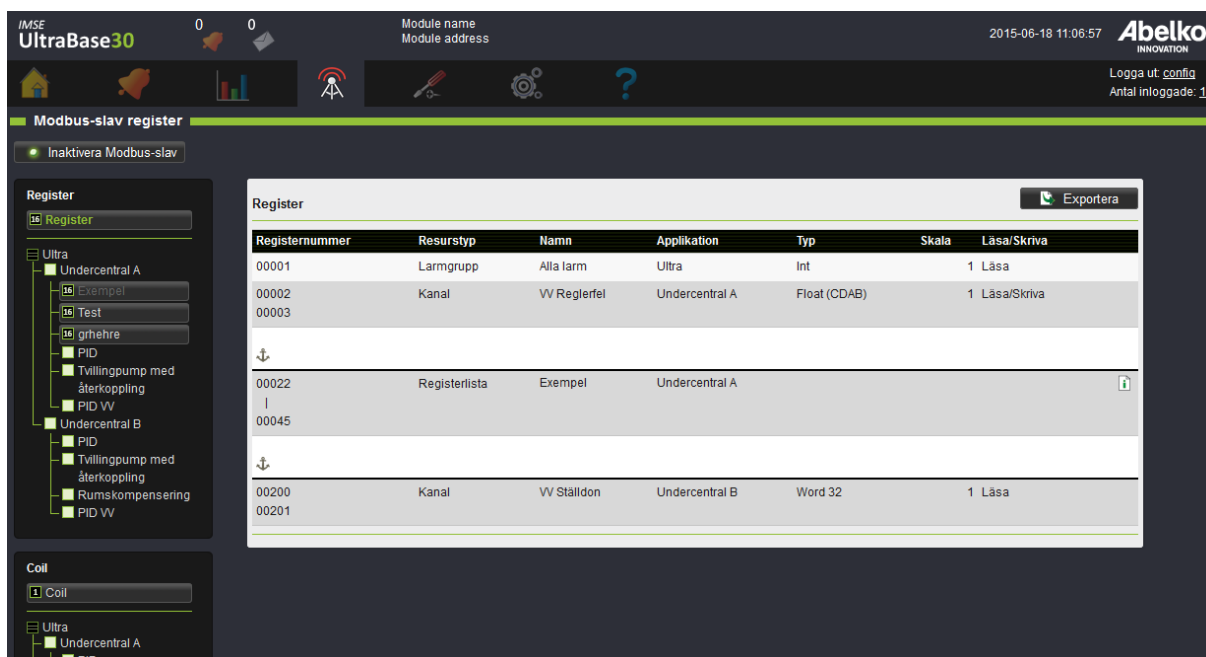 IMSE
UltraBase30
0
0
Module name
Module address
2015-06-18 11:06:57
Abelko
INNOVATION
Logga ut: config
Antal inloggade: 1
Modbus-slav register
Inaktivera Modbus-slav
Register
16 Register
Ultra
Undercentral A
16 Exempel
16 Test
16 grhehre
PID
Tvillingpump med
återkoppling
PID VV
Undercentral B
PID
Tvillingpump med
återkoppling
Rumskompensering
PID VV
Coil
1 Coil
Ultra
Undercentral A
Register
Exportera
Registernummer Resurstyp Namn Applikation Typ Skala Läsa/Skriva
00001 Larmgrupp Alla larm Ultra Int 1 Läsa
00002 Kanal VV Reglerfel Undercentral A Float (CDAB) 1 Läsa/Skriva
00003
00022 Registerlista Exempel Undercentral A
|
00045
00200 Kanal VV Ställdon Undercentral B Word 32 1 Läsa
00201